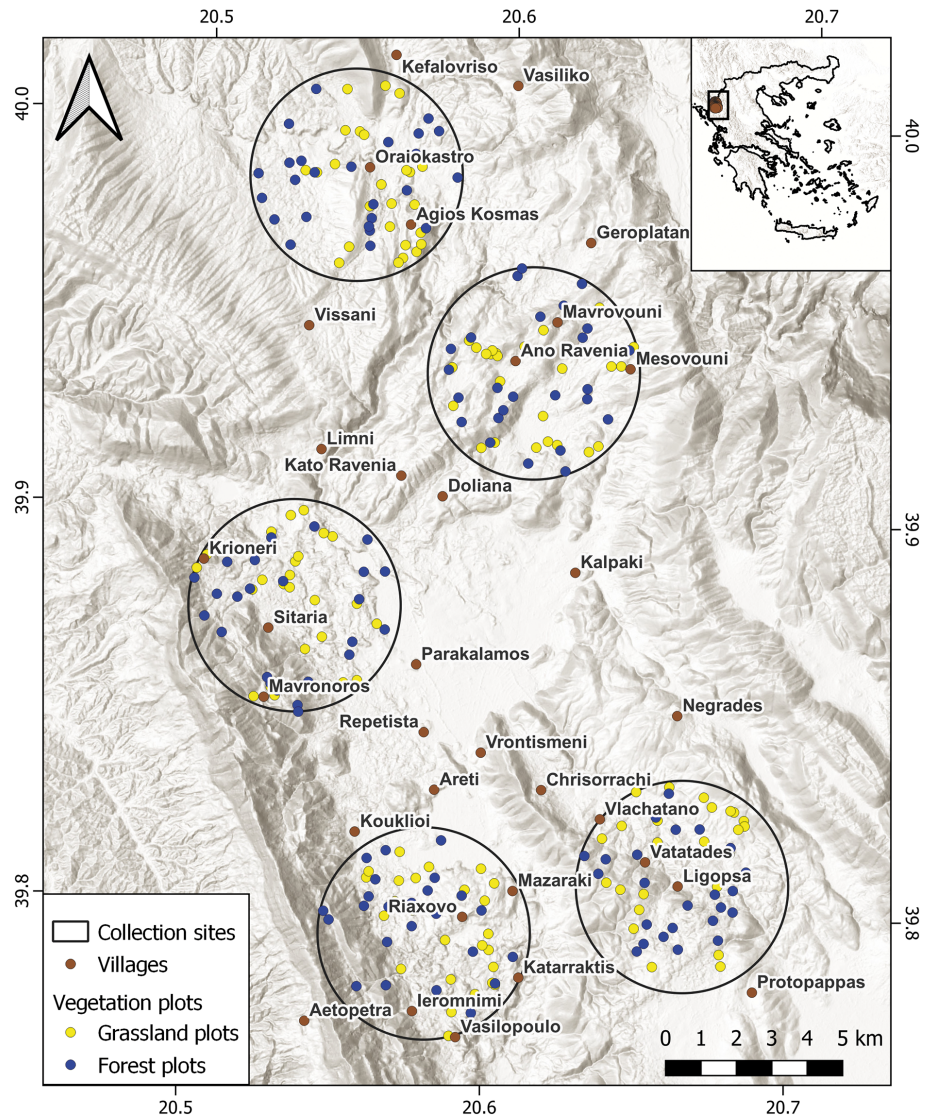 20.5 20.6 20.7
Kefalovriso
Vasiliko
40.0
40.0
Oraiokastro
Agios Kosmas
Geroplatan
Vissani
Mavrovouni
Ano Ravenia
Mesovouni
Limni
Kato Ravenia
Doliana
39.9
39.9
Krioneri
Kalpaki
Sitaria
Parakalamos
Mavronoros
Negrades
Repetista
Vrontismeni
Areti
Chrisorrachi
Vlachatano
Kouklioi
Vatatades
39.8
Mazaraki
Ligopsa
Riaxovo
39.8
Collection sites
Villages
Katarraktis
Protopappas
Vegetation plots
Ieromnimi
Aetopetra
Grassland plots
Vasilopoulo
0 1 2 3 4 5 km
Forest plots
20.5 20.6 20.7